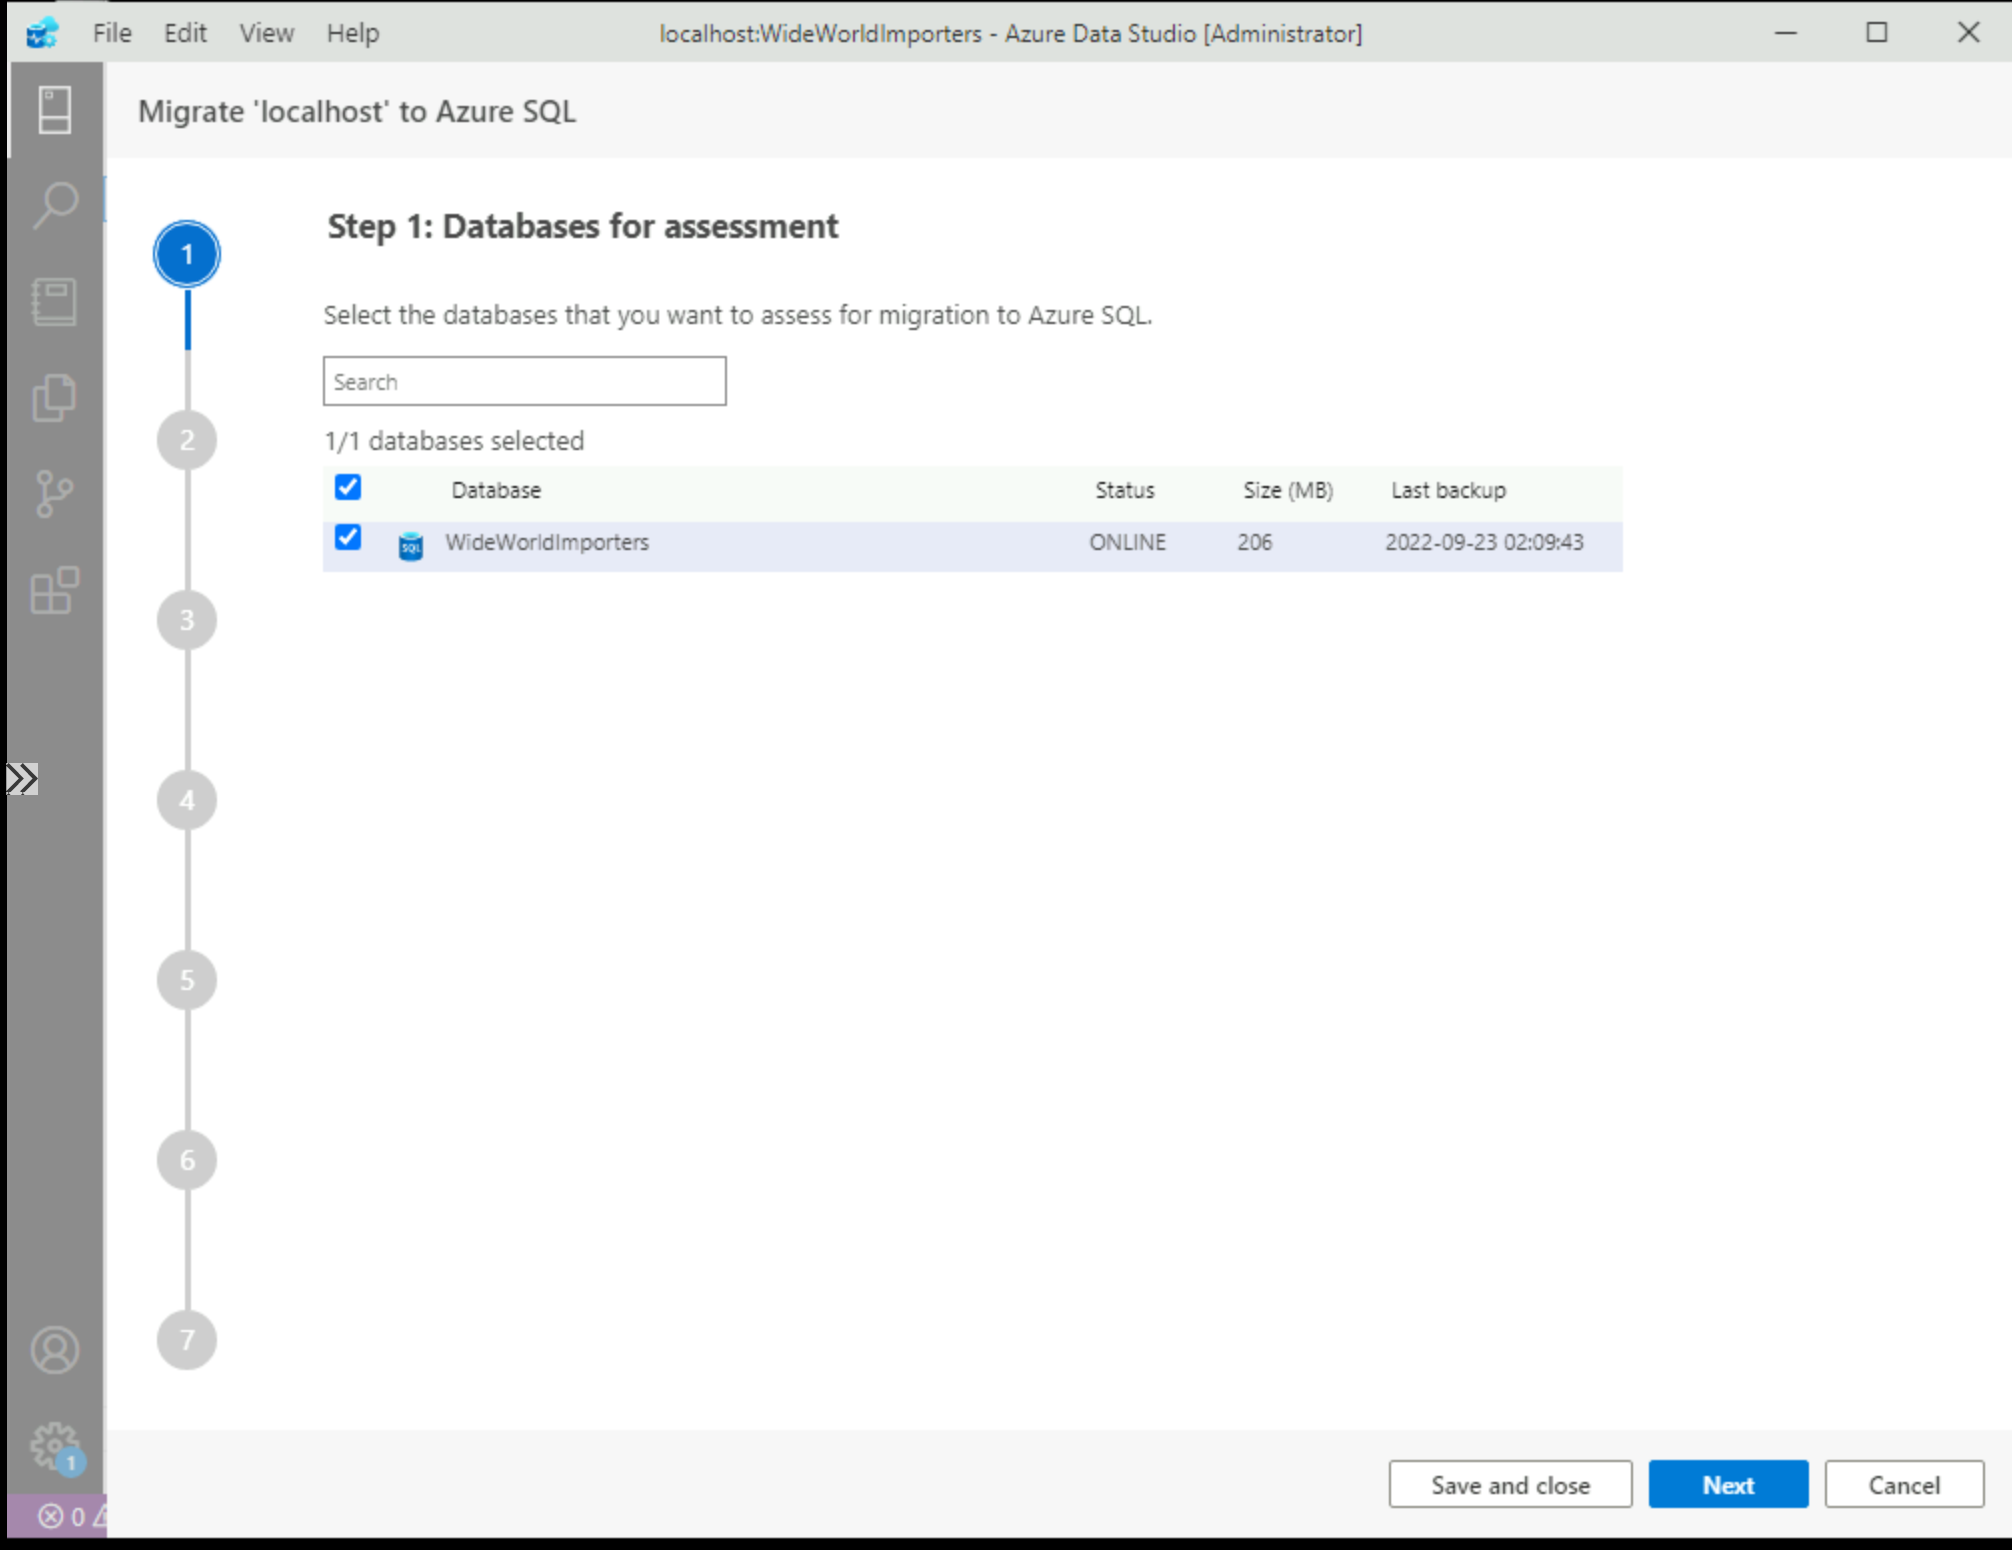 File Edit View Help localhost:WideWorldImporters - Azure Data Studio [Administrator]
Migrate 'localhost' to Azure SQL
Step 1: Databases for assessment
1
Select the databases that you want to assess for migration to Azure SQL.
Search
2
1/1 databases selected
Database Status Size (MB) Last backup
SQL WideWorldImporters ONLINE 206 2022-09-23 02:09:43
3
4
5
6
7
1
Save and close Next Cancel
0